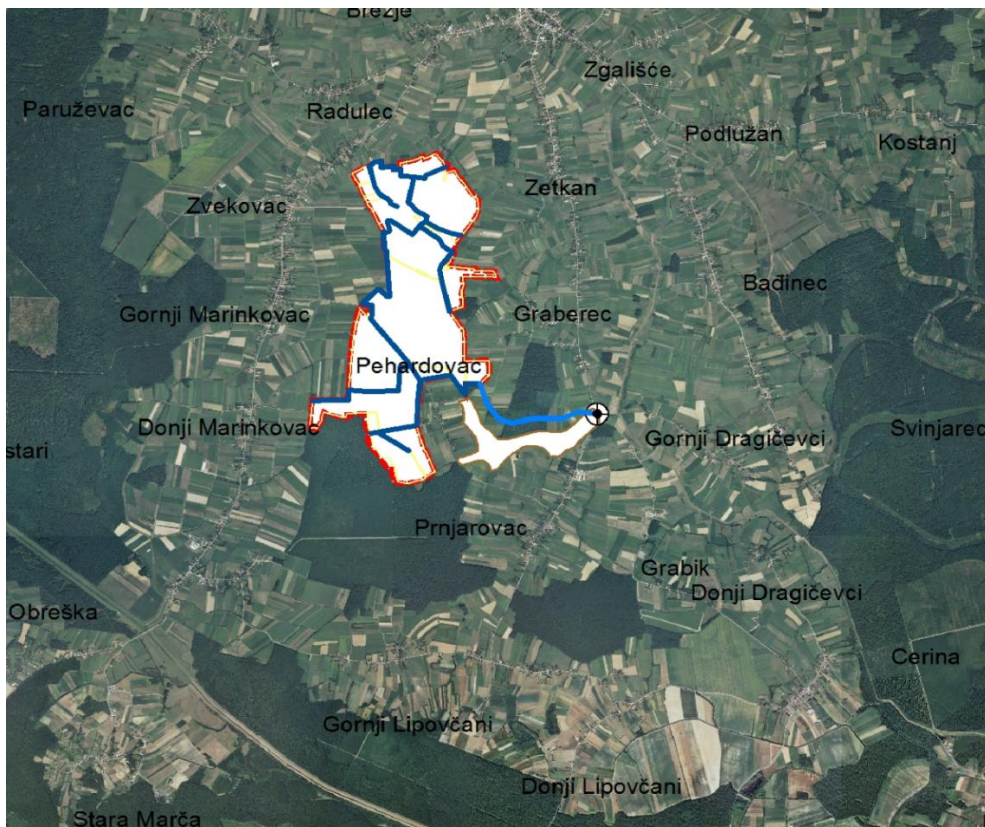 Brezje
Zgališće
Paruževac
Radulec
Podlužan
Kostanj
Zetkan
Zvekovac
Bađinec
Gornji Marinkovac
Graberec
Pehardovac
Donji Marinkovac
Gornji Dragičevci
Svinjarec
stari
Prnjarovac
Grabik
Donji Dragičevci
Obreška
Cerina
Gornji Lipovčani
Donji Lipovčani
Stara Marča